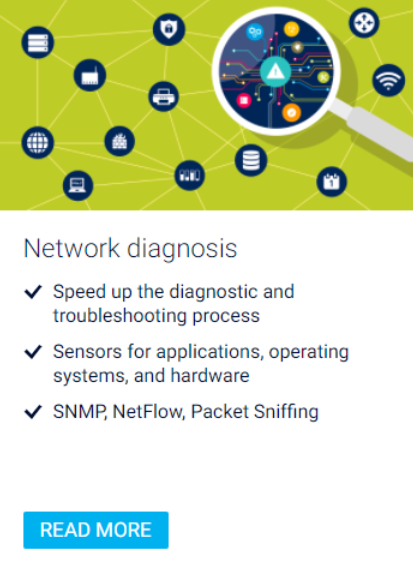 Network diagnosis
Speed up the diagnostic and
troubleshooting process
Sensors for applications, operating
systems, and hardware
SNMP, NetFlow, Packet Sniffing
READ MORE